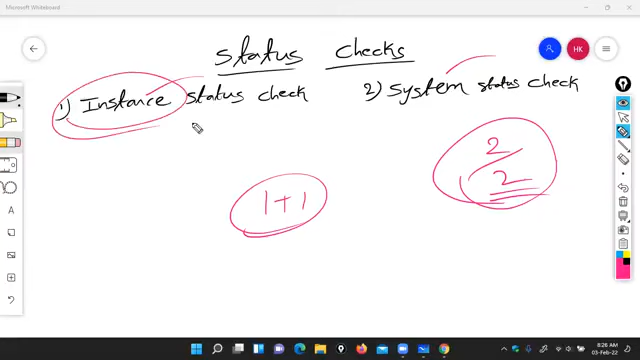 Microsoft Whiteboard
HK
Status Checks
1) Instance status check
2) System status check
2
2
1+1
A
8:26 AM
03-Feb-22